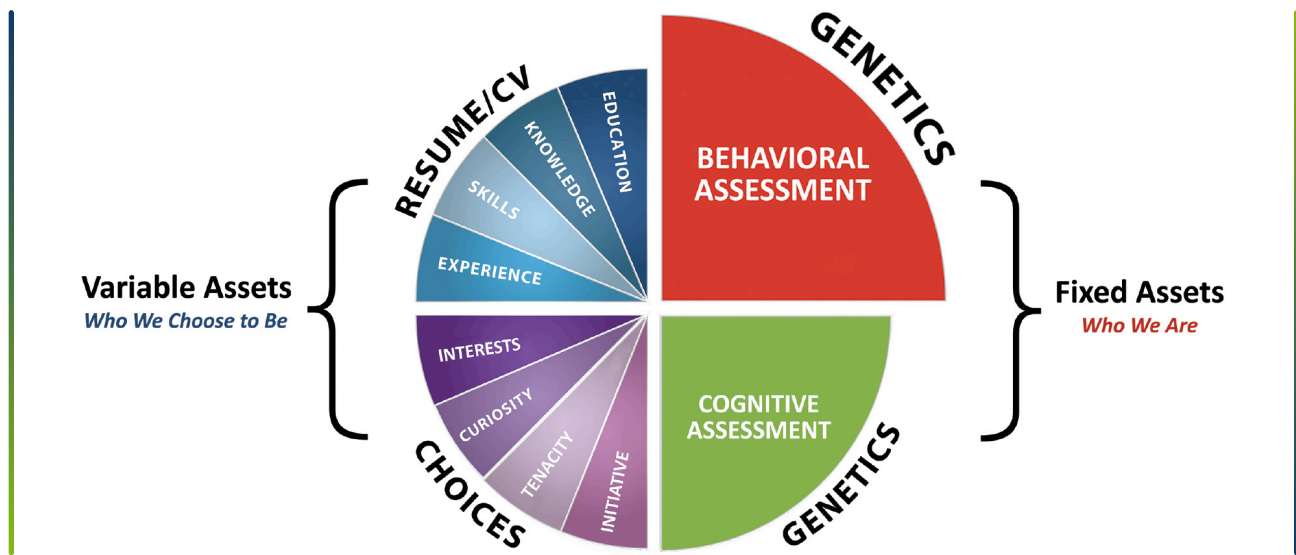 RESUME/CV
EDUCATION
KNOWLEDGE
SKILLS
EXPERIENCE
GENETICS
BEHAVIORAL
ASSESSMENT
Variable Assets
Who We Choose to Be
Fixed Assets
Who We Are
INTERESTS
CURIOSITY
TENACITY
INITIATIVE
CHOICES
COGNITIVE
ASSESSMENT
GENETICS